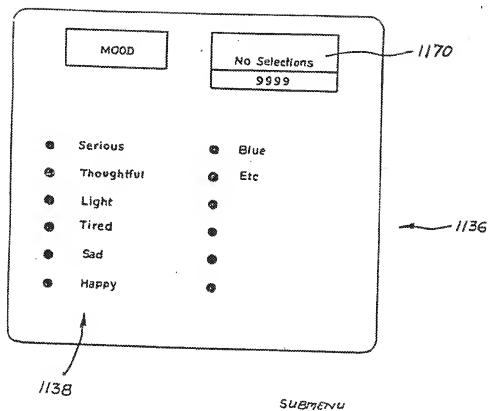 MOOD
No Selections
9999
1170
Serious
Thoughtful
Light
Tired
Sad
Happy
Blue
Etc
1136
1138
SUBMENU